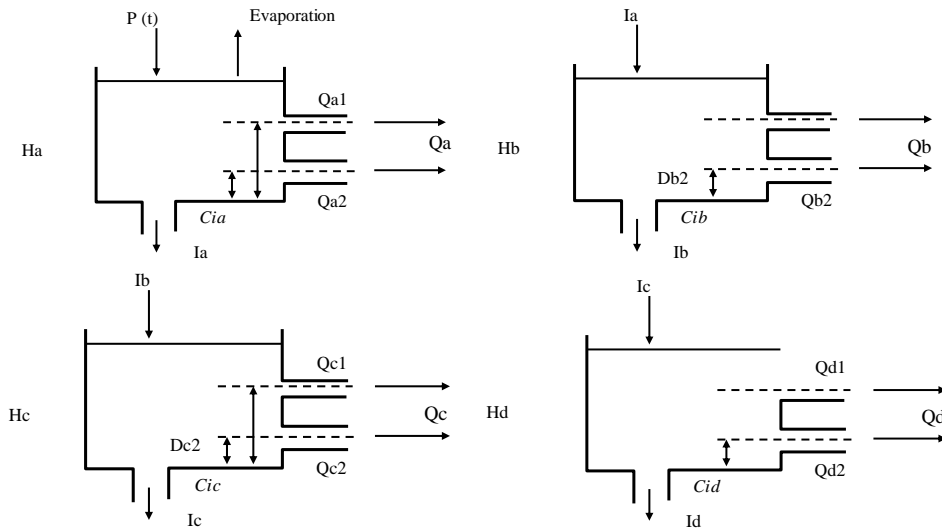 P (t)
Evaporation
Qa1
Ha
Qa
Qa2
Cia
Ia
Ia
Hb
Qb
Db2
Qb2
Cib
Ib
Ib
Qc1
Hc
Qc
Dc2
Qc2
Cic
Ic
Ic
Qd1
Hd
Qd
Qd2
Cid
Id